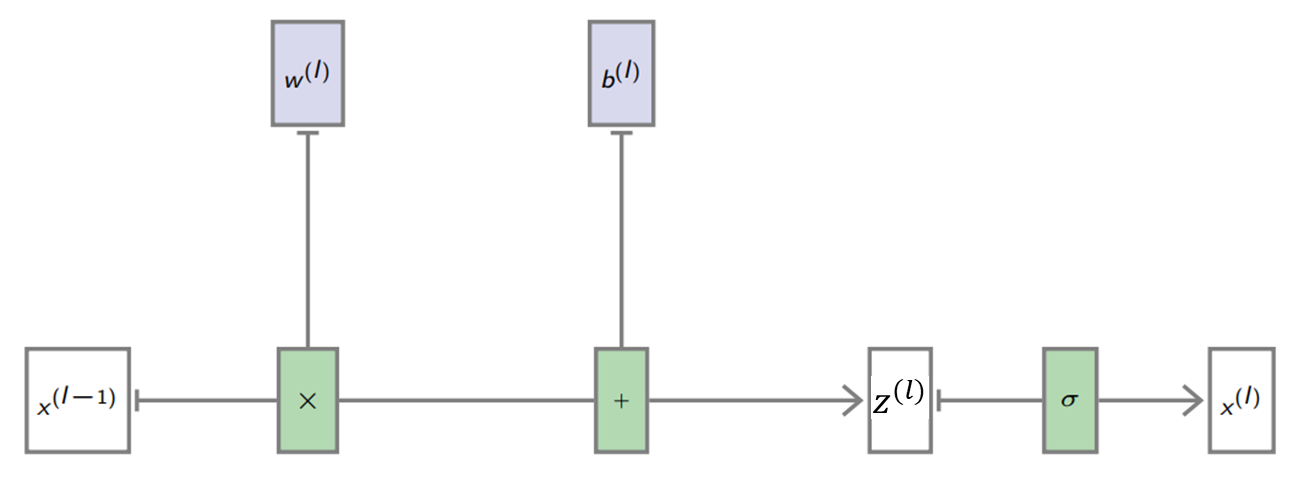 w^(l)
b^(l)
x^(l−1)
×
+
z^(l)
σ
x^(l)